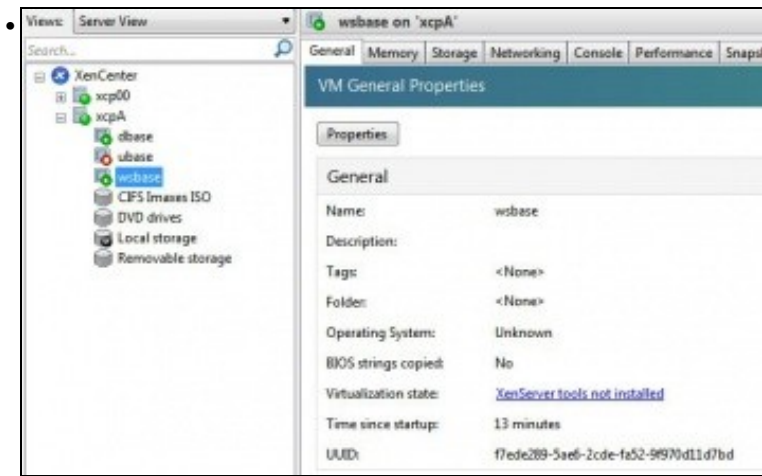 Views: Server View
Search...
XenCenter
xcp00
xcpA
dbase
ubase
wsbase
CIFS Imaxes ISO
DVD drives
Local storage
Removable storage
wsbase on 'xcpA'
General Memory Storage Networking Console Performance Snaps
VM General Properties
Properties
General
Name: wsbase
Description:
Tags: <None>
Folder: <None>
Operating System: Unknown
BIOS strings copied: No
Virtualization state: XenServer tools not installed
Time since startup: 13 minutes
UUID: f7ede289-5ae6-2cde-fa52-9f970d11d7bd